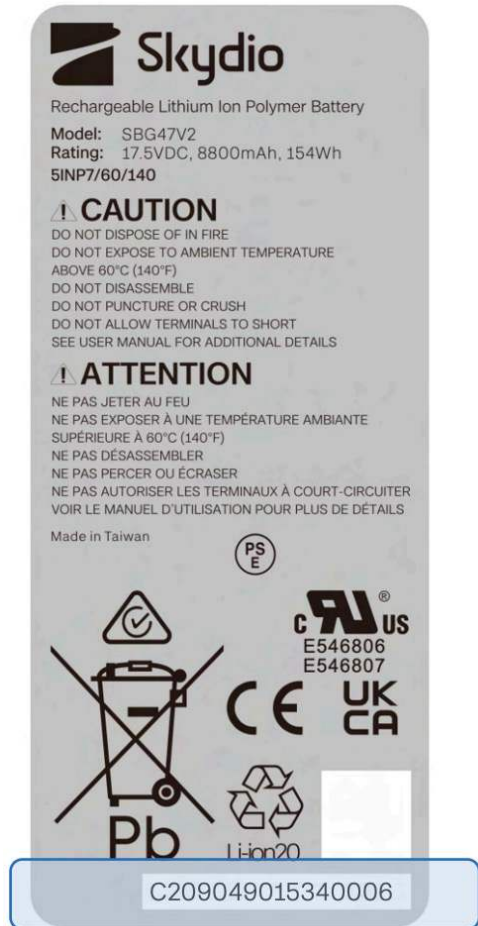 Skydio
Rechargeable Lithium Ion Polymer Battery
Model: SBG47V2
Rating: 17.5VDC, 8800mAh, 154Wh
5INP7/60/140
CAUTION
DO NOT DISPOSE OF IN FIRE
DO NOT EXPOSE TO AMBIENT TEMPERATURE
ABOVE 60°C (140°F)
DO NOT DISASSEMBLE
DO NOT PUNCTURE OR CRUSH
DO NOT ALLOW TERMINALS TO SHORT
SEE USER MANUAL FOR ADDITIONAL DETAILS
ATTENTION
NE PAS JETER AU FEU
NE PAS EXPOSER À UNE TEMPÉRATURE AMBIANTE
SUPÉRIEURE À 60°C (140°F)
NE PAS DÉSASSEMBLER
NE PAS PERCER OU ÉCRASER
NE PAS AUTORISER LES TERMINAUX À COURT-CIRCUITER
VOIR LE MANUEL D'UTILISATION POUR PLUS DE DÉTAILS
Made in Taiwan
PS
E
C RU ® US
E546806
E546807
CE
UK
CA
Pb
Li-ion20
C209049015340006